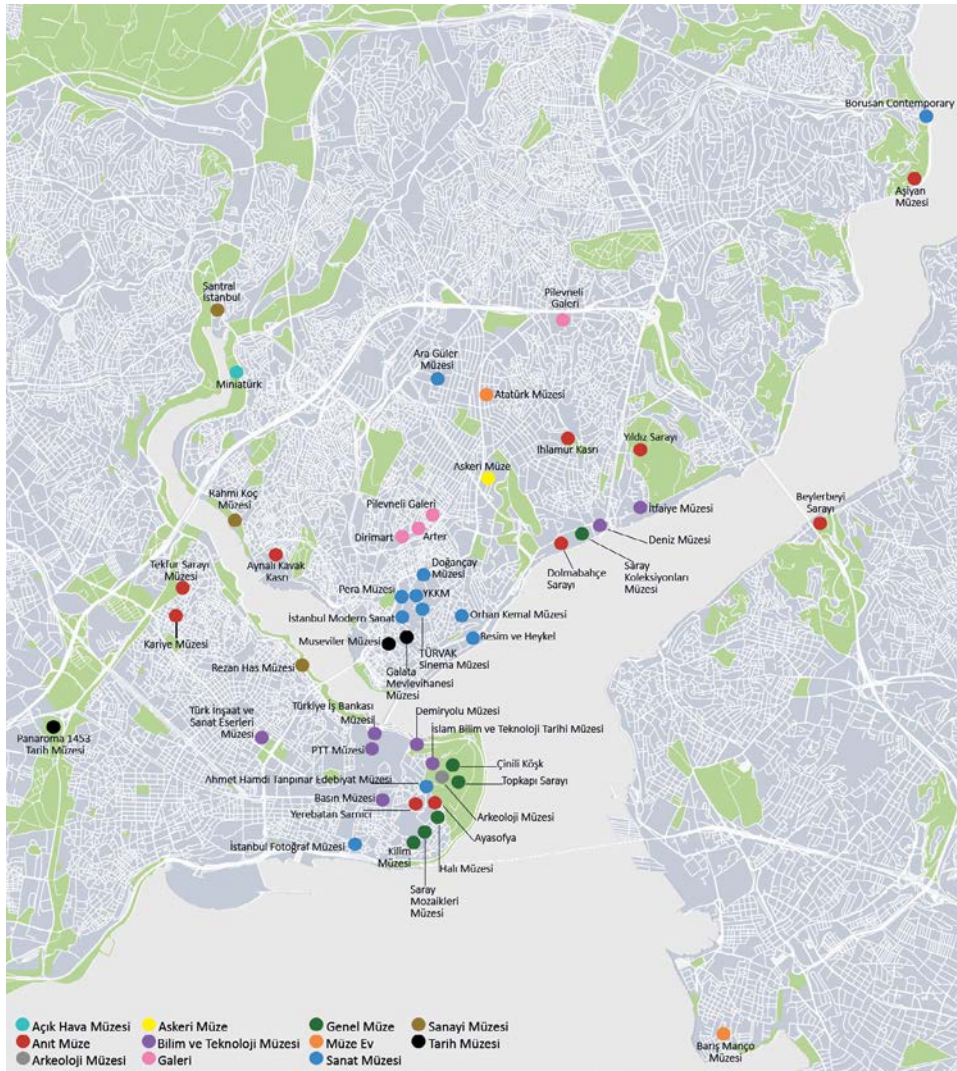 Borusan Contemporary
Aşiyan
Müzesi
Santral
İstanbul
Pilevneli
Galeri
Ara Güler
Müzesi
Miniatürk
Atatürk Müzesi
Ihlamur Kasrı
Yıldız Sarayı
Askeri Müze
Rahmi Koç
Müzesi
Pilevneli Galeri
Dirimart
Arter
İtfaiye Müzesi
Beylerbeyi
Sarayı
Deniz Müzesi
Saray
Koleksiyonları
Müzesi
Dolmabahçe
Sarayı
Aynalı Kavak
Kasrı
Tekfur Sarayı
Müzesi
Doğançay
Müzesi
Pera Müzesi
YKKM
Orhan Kemal Müzesi
İstanbul Modern Sanat
Kariye Müzesi
Museviler Müzesi
Resim ve Heykel
TÜRVAK
Sinema Müzesi
Galata
Mevlevihanesi
Müzesi
Rezan Has Müzesi
Türkiye İş Bankası
Müzesi
Demiryolu Müzesi
Türk İnşaat ve
Sanat Eserleri
Müzesi
İslam Bilim ve Teknoloji Tarihi Müzesi
Panaroma 1453
Tarih Müzesi
PTT Müzesi
Çinili Köşk
Ahmet Hamdi Tanpınar Edebiyat Müzesi
Topkapı Sarayı
Basın Müzesi
Yerebatan Sarnıcı
Arkeoloji Müzesi
Ayasofya
İstanbul Fotoğraf Müzesi
Kilim
Müzesi
Halı Müzesi
Saray
Mozaikleri
Müzesi
Barış Manço
Müzesi
Açık Hava Müzesi
Askeri Müze
Genel Müze
Sanayi Müzesi
Anıt Müze
Bilim ve Teknoloji Müzesi
Müze Ev
Tarih Müzesi
Arkeoloji Müzesi
Galeri
Sanat Müzesi